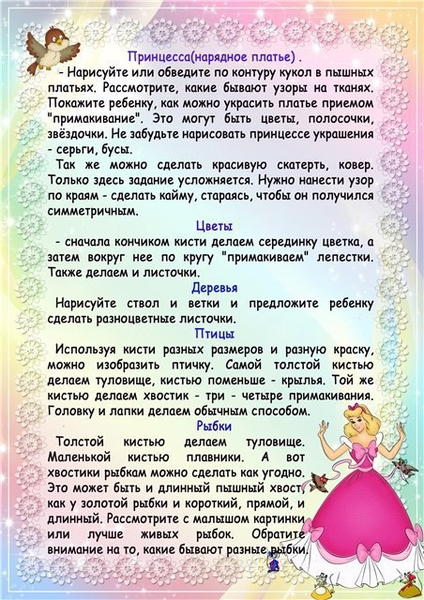 Принцесса(нарядное платье) .
- Нарисуйте или обведите по контуру кукол в пышных
платьях. Рассмотрите, какие бывают узоры на тканях.
Покажите ребенку, как можно украсить платье приемом
"примакивание". Это могут быть цветы, полосочки,
звёздочки. Не забудьте нарисовать принцессе украшения
- серьги, бусы.
Так же можно сделать красивую скатерть, ковер.
Только здесь задание усложняется. Нужно нанести узор
по краям - сделать кайму, стараясь, чтобы он получился
симметричным.
Цветы
- сначала кончиком кисти делаем серединку цветка, а
затем вокруг нее по кругу "примакиваем" лепестки.
Также делаем и листочки.
Деревья
Нарисуйте ствол и ветки и предложите ребенку
сделать разноцветные листочки.
Птицы
Используя кисти разных размеров и разную краску,
можно изобразить птичку. Самой толстой кистью
делаем туловище, кистью поменьше - крылья. Той же
кистью делаем хвостик - три - четыре примакивания.
Головку и лапки делаем обычным способом.
Рыбки
Толстой кистью делаем туловище.
Маленькой кистью плавники. А вот
хвостики рыбкам можно сделать как угодно.
Это может быть и длинный пышный хвост,
как у золотой рыбки и короткий, прямой, и
длинный. Рассмотрите с малышом картинки
или лучше живых рыбок. Обратите
внимание на то, какие бывают разные рыбки.